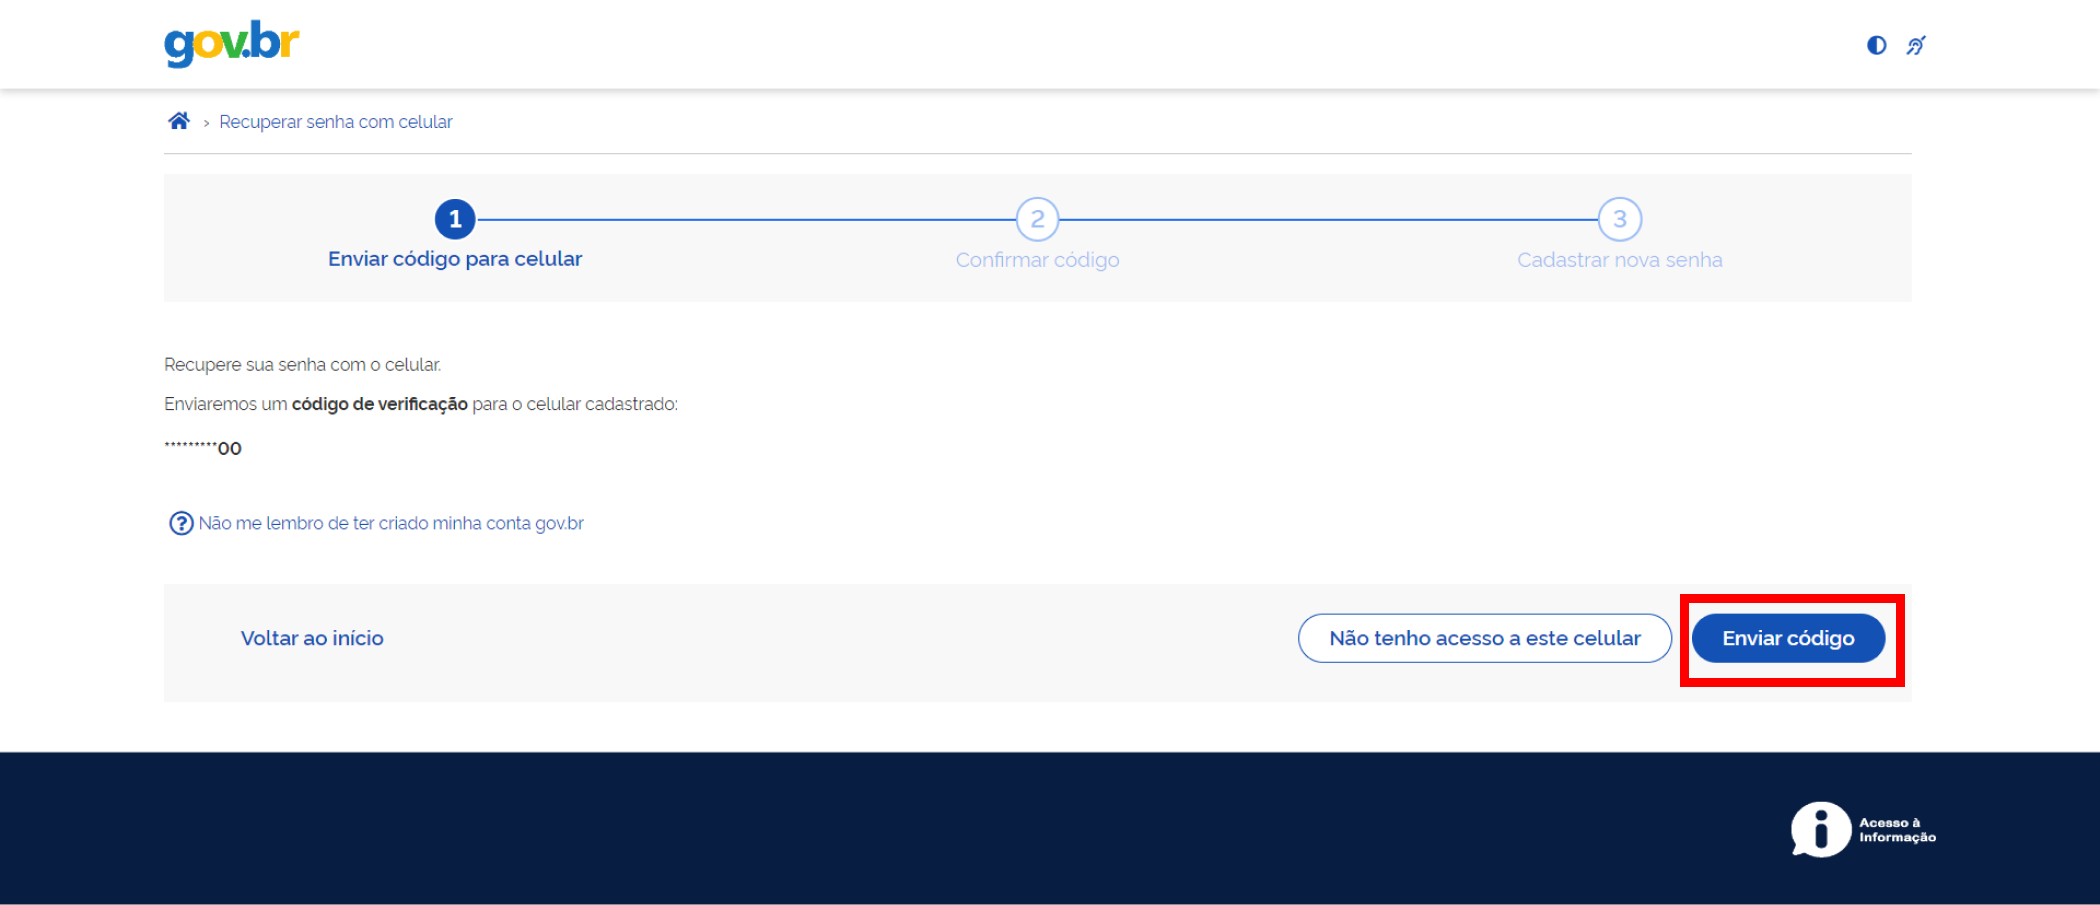 gov.br
› Recuperar senha com celular
1
2
3
Enviar código para celular
Confirmar código
Cadastrar nova senha
Recupere sua senha com o celular.
Enviaremos um código de verificação para o celular cadastrado:
*********00
? Não me lembro de ter criado minha conta gov.br
Voltar ao início
Não tenho acesso a este celular
Enviar código
i
Acesso à
Informação